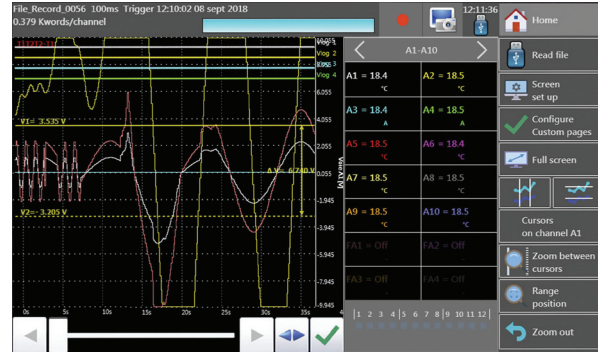 File_Record_0056 100ms Trigger 12:10:02 08 sept 2018
0.379 Kwords/channel
12:11:36
Home
Read file
Screen
set up
Configure
Custom pages
Full screen
Cursors
on channel A1
Zoom between
cursors
Range
position
Zoom out
A1-A10
A1 = 18.4
°C
A2 = 18.5
°C
A3 = 18.4
A
A4 = 18.5
A
A5 = 18.5
°C
A6 = 18.4
°C
A7 = 18.5
°C
A8 = 18.5
°C
A9 = 18.5
°C
A10 = 18.5
°C
FA1 = Off
FA2 = Off
FA3 = Off
FA4 = Off
1 2 3 4 5 6 7 8 9 10 11 12
Vlog 2
Vlog 3
Vlog 4
6.055
4.055
2.055
0.055
-1.945
-3.945
-5.945
-7.945
-9.945
V1= 3.535 V
Δ V= 6.740 V
V2=-3.205 V
0s 5s 10s 15s 20s 25s 30s 35s